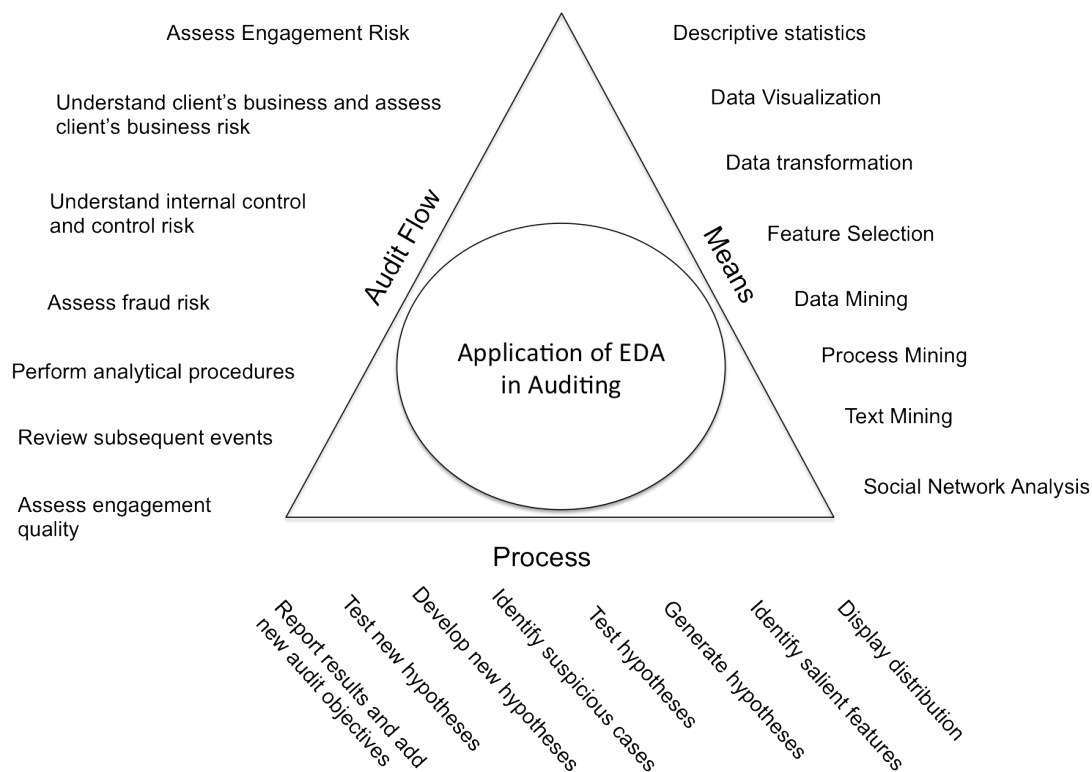 Assess Engagement Risk
Understand client's business and assess
client's business risk
Understand internal control
and control risk
Assess fraud risk
Perform analytical procedures
Review subsequent events
Assess engagement
quality
Audit Flow
Application of EDA
in Auditing
Means
Descriptive statistics
Data Visualization
Data transformation
Feature Selection
Data Mining
Process Mining
Text Mining
Social Network Analysis
Process
Report results and add
new audit objectives
Test new hypotheses
Develop new hypotheses
Identify suspicious cases
Test hypotheses
Generate hypotheses
Identify salient features
Display distribution